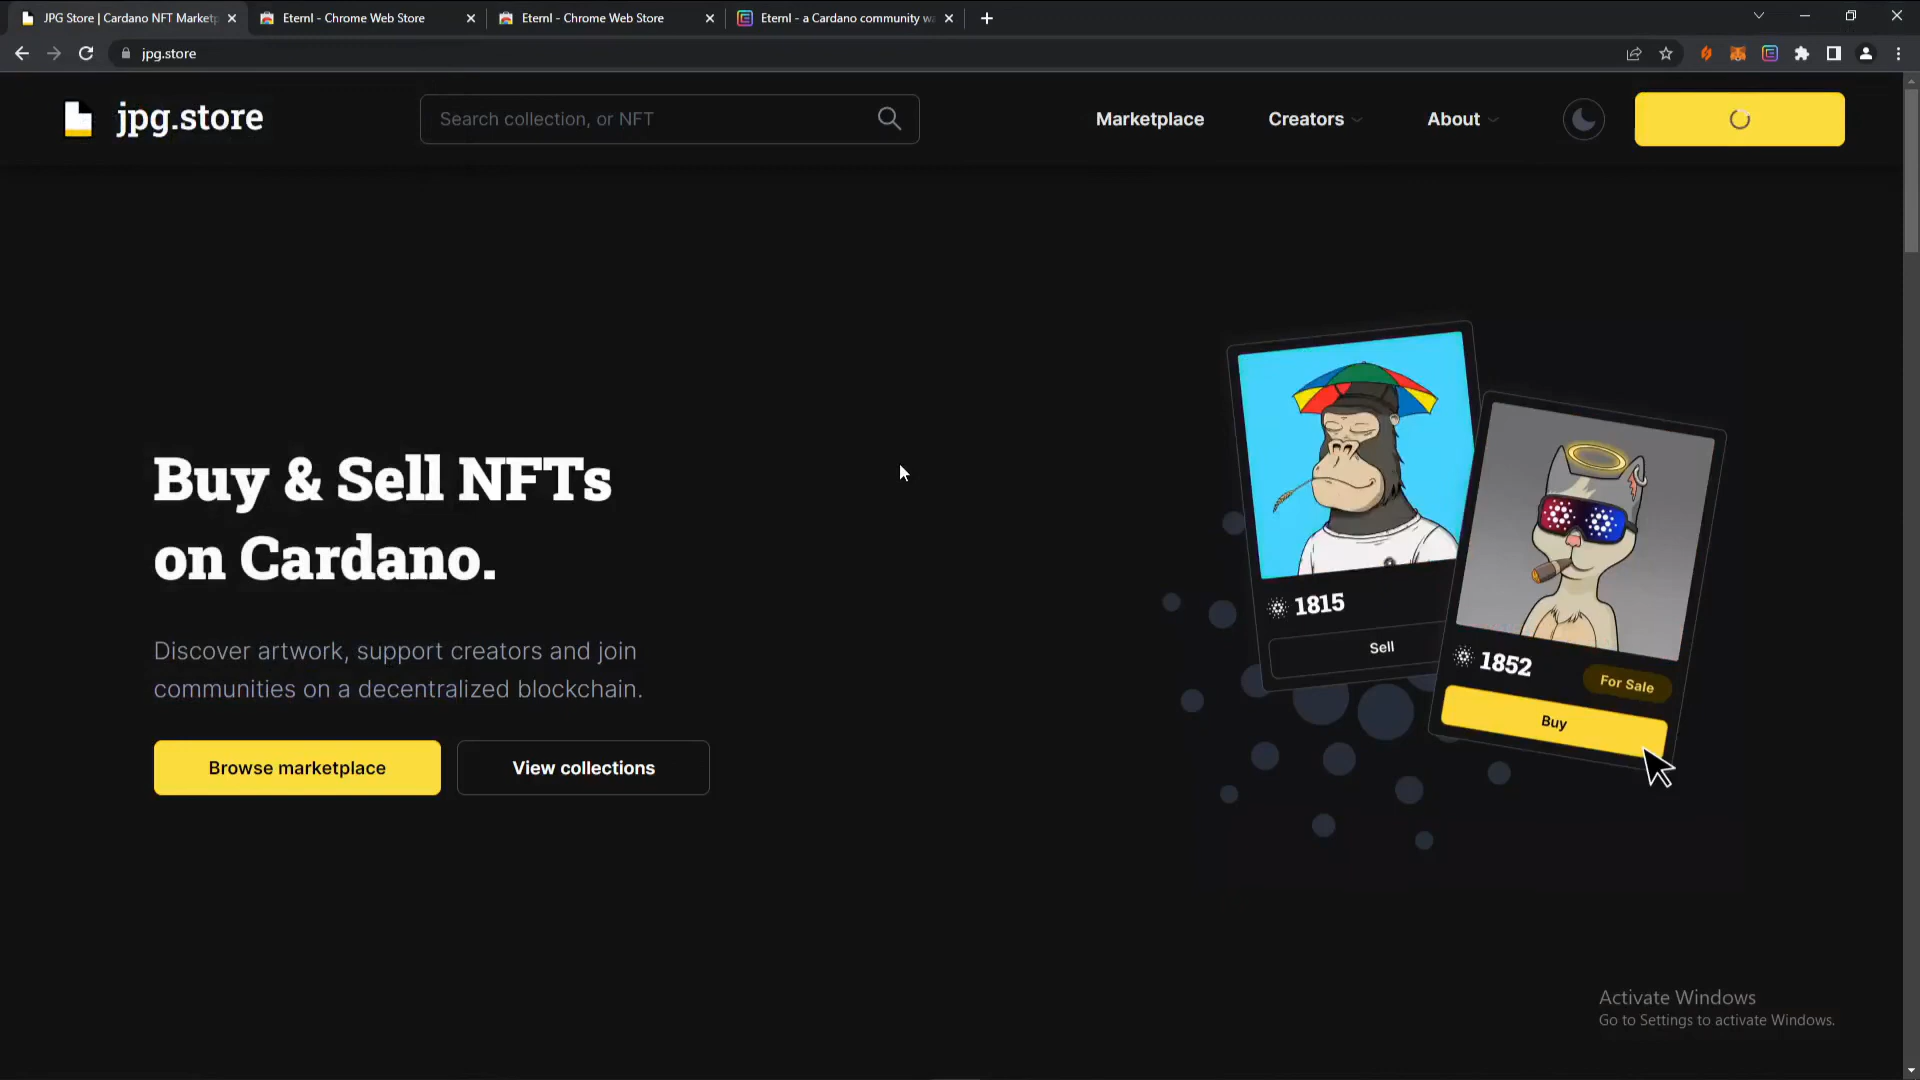 JPG Store | Cardano NFT Marketp
Eternl - Chrome Web Store
Eternl - Chrome Web Store
Eternl - a Cardano community wa
jpg.store
jpg.store
Search collection, or NFT
Marketplace
Creators
About
Buy & Sell NFTs
on Cardano.
Discover artwork, support creators and join
communities on a decentralized blockchain.
Browse marketplace
View collections
1815
Sell
1852
For Sale
Buy
Activate Windows
Go to Settings to activate Windows.